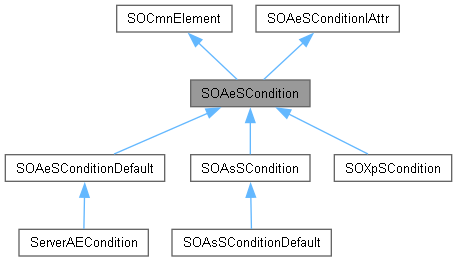 SOCmnElement
SOAeSConditionIAttr
SOAeSCondition
SOAeSConditionDefault
SOAsSCondition
SOXpSCondition
ServerAECondition
SOAsSConditionDefault